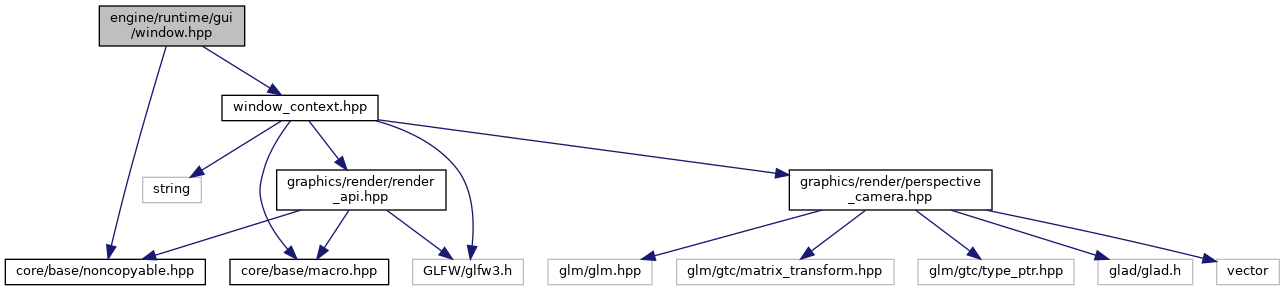 engine/runtime/gui
/window.hpp
window_context.hpp
string
graphics/render/render
_api.hpp
graphics/render/perspective
_camera.hpp
core/base/noncopyable.hpp
core/base/macro.hpp
GLFW/glfw3.h
glm/glm.hpp
glm/gtc/matrix_transform.hpp
glm/gtc/type_ptr.hpp
glad/glad.h
vector